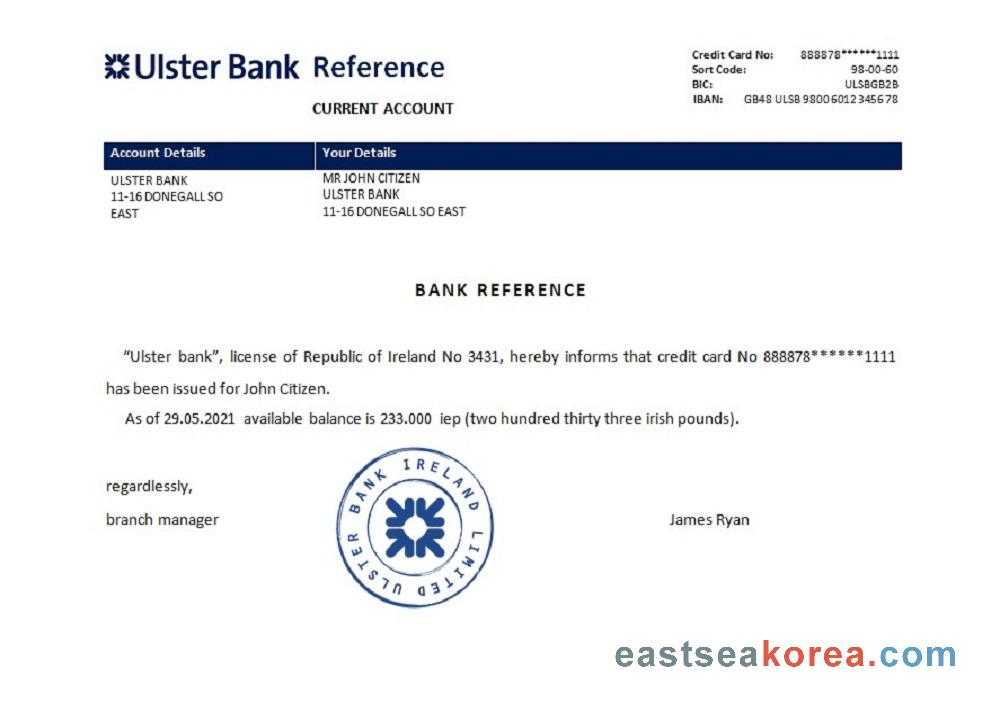 Ulster Bank Reference
CURRENT ACCOUNT
Credit Card No: 888878******1111
Sort Code: 98-00-60
BIC: ULSBGB2B
IBAN: GB48 ULSB 98006012345678
Account Details
ULSTER BANK
11-16 DONEGALL SO
EAST
Your Details
MR JOHN CITIZEN
ULSTER BANK
11-16 DONEGALL SO EAST
BANK REFERENCE
“Ulster bank”, license of Republic of Ireland No 3431, hereby informs that credit card No 888878******1111
has been issued for John Citizen.
As of 29.05.2021 available balance is 233.000 iep (two hundred thirty three irish pounds).
regardlessly,
branch manager
ULSTER BANK IRELAND LIMITED
James Ryan
eastseakorea.com